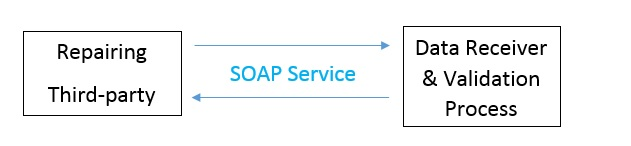 Repairing
Third-party
SOAP Service
Data Receiver
& Validation
Process